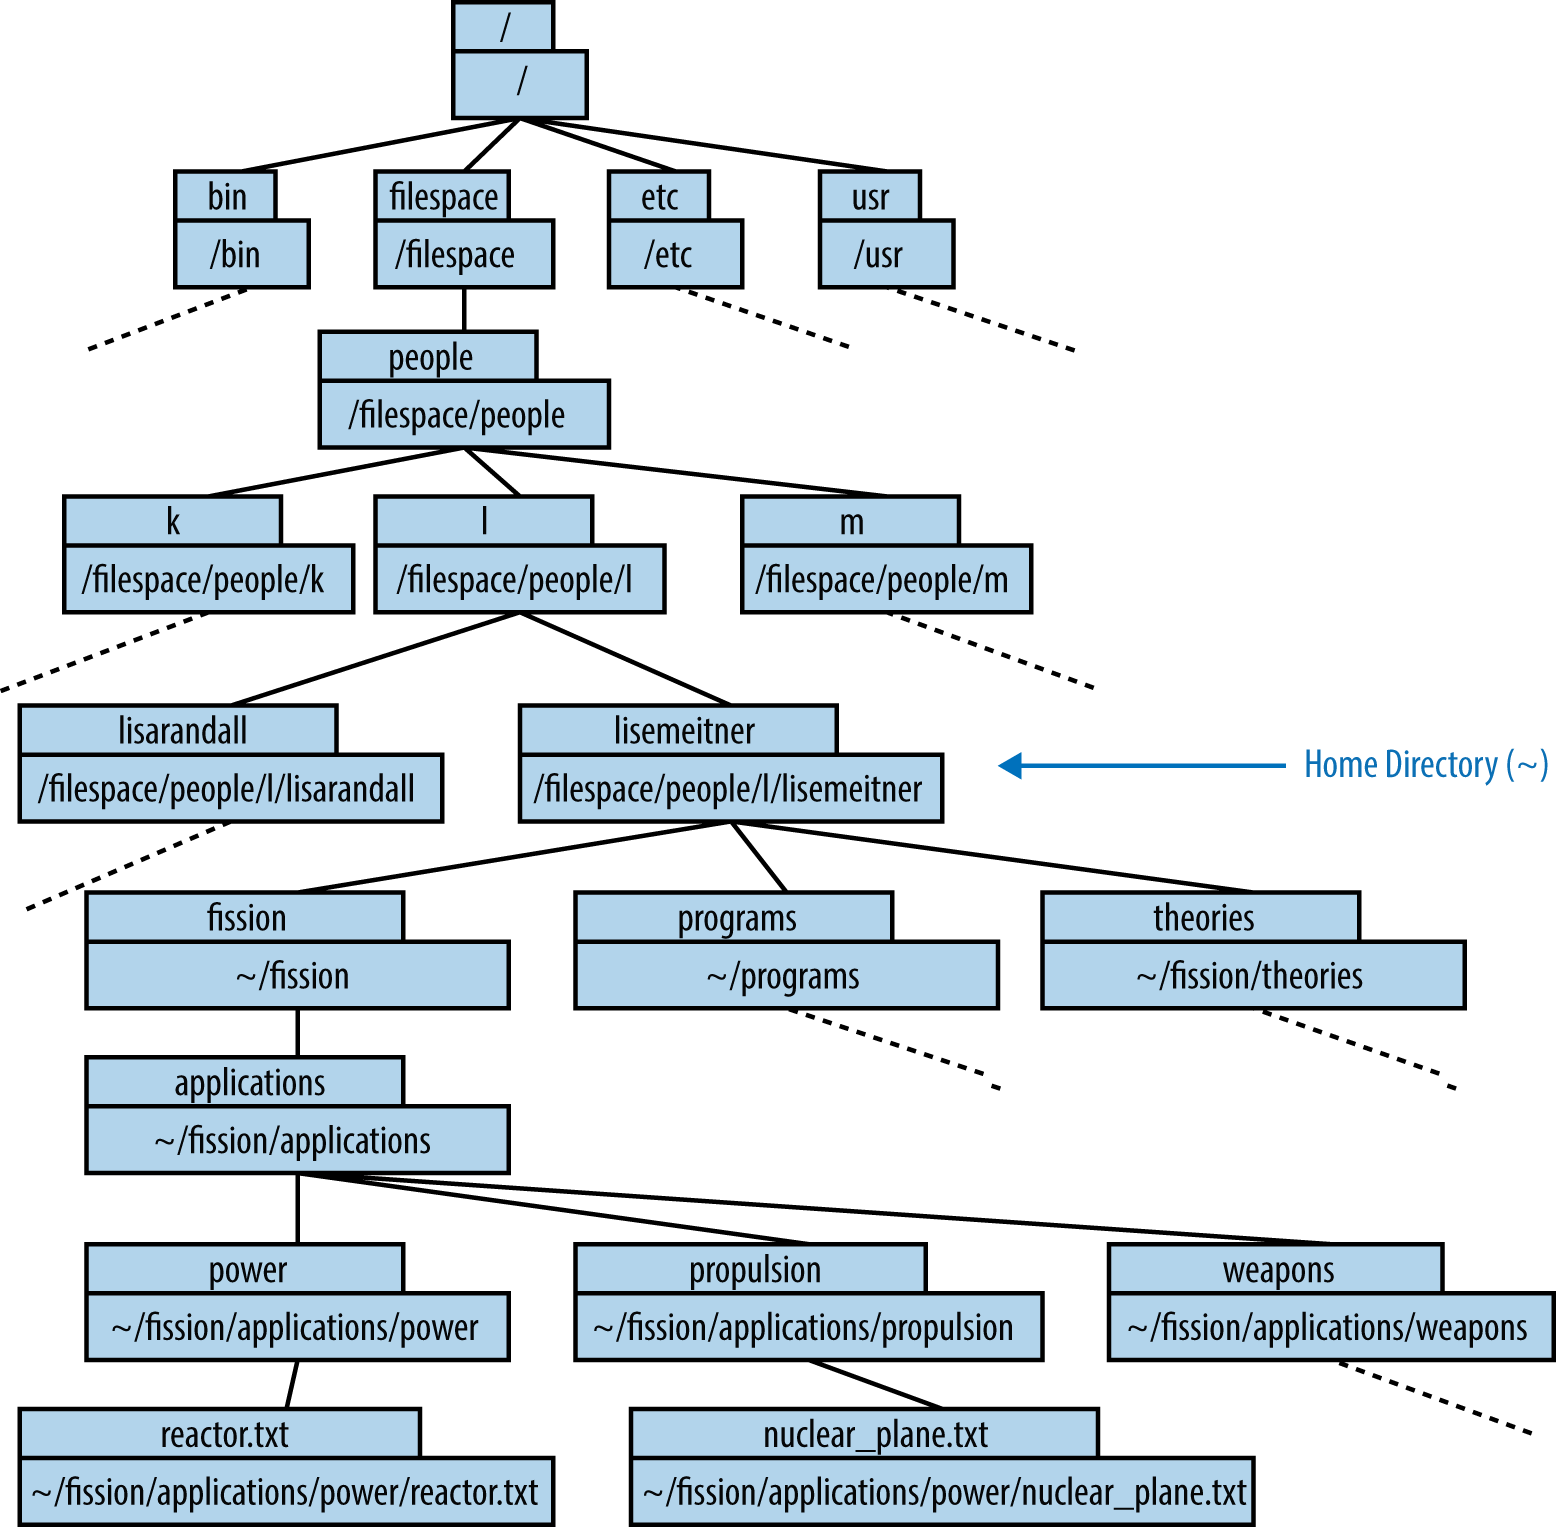 /
/
bin
/bin
filespace
/filespace
etc
/etc
usr
/usr
people
/filespace/people
k
/filespace/people/k
l
/filespace/people/l
m
/filespace/people/m
lisarandall
/filespace/people/l/lisarandall
lisemeitner
/filespace/people/l/lisemeitner
Home Directory (~)
fission
~/fission
programs
~/programs
theories
~/fission/theories
applications
~/fission/applications
power
~/fission/applications/power
propulsion
~/fission/applications/propulsion
weapons
~/fission/applications/weapons
reactor.txt
~/fission/applications/power/reactor.txt
nuclear_plane.txt
~/fission/applications/power/nuclear_plane.txt